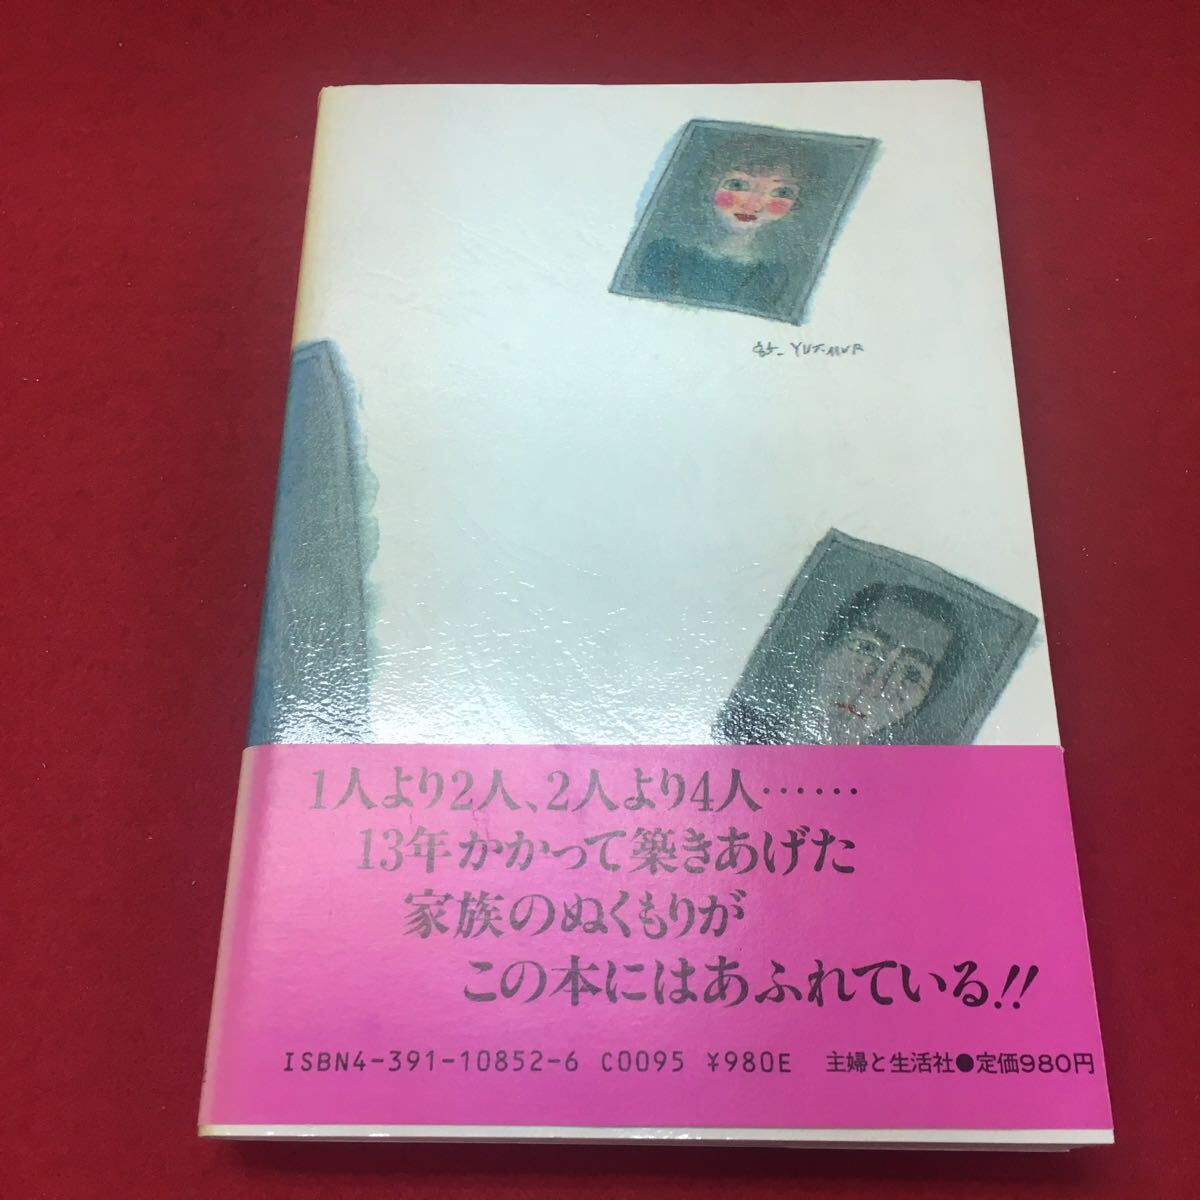 1人より2人、2人より4人……
13年かかって築きあげた
家族のぬくもりが
この本にはあふれている!!
ISBN4-391-10852-6 C0095 ¥980E 主婦と生活社●定価980円